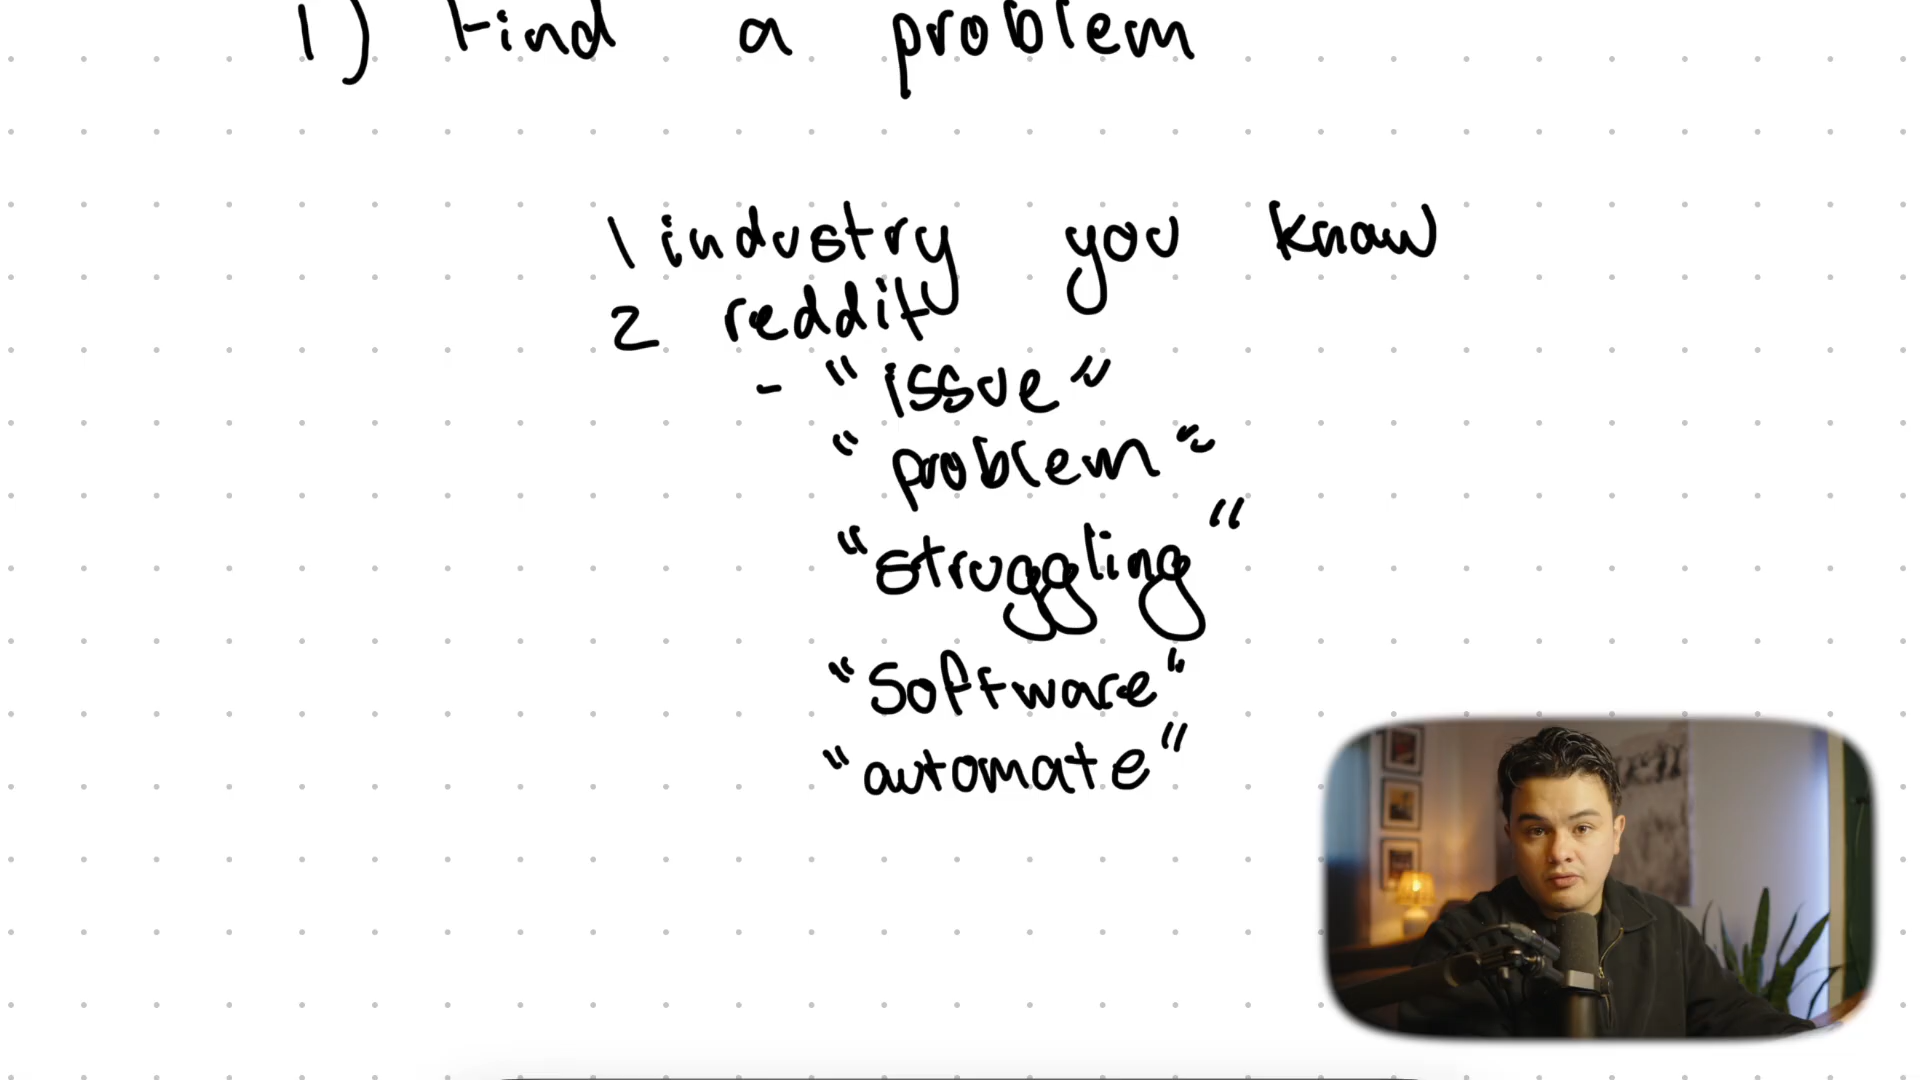 1) Find a problem
1 industry you know
2 reddit
- "issue"
"problem"
"struggling"
"Software"
"automate"